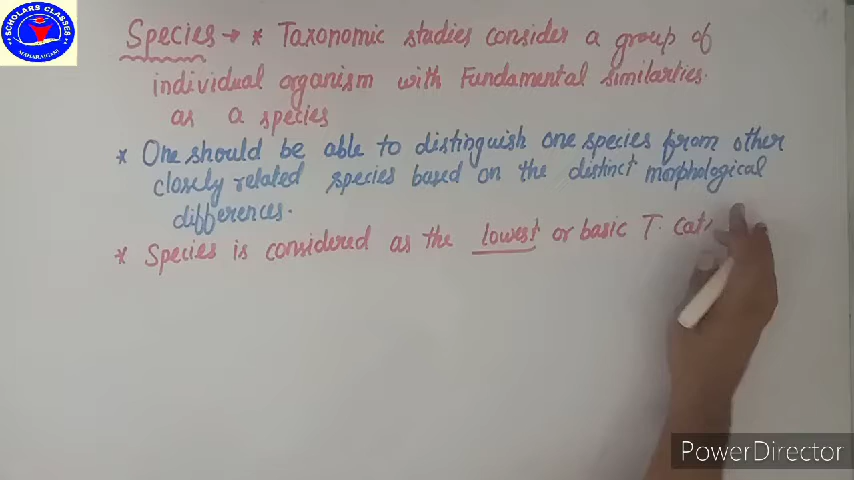 SCHOLARS CLASSES
Species → * Taxonomic studies consider a group of
individual organism with Fundamental similarties.
as a species
* One should be able to distinguish one species from other
closely related species based on the distinct morphological
differences.
* Species is considered as the lowest or basic T. cat
PowerDirector